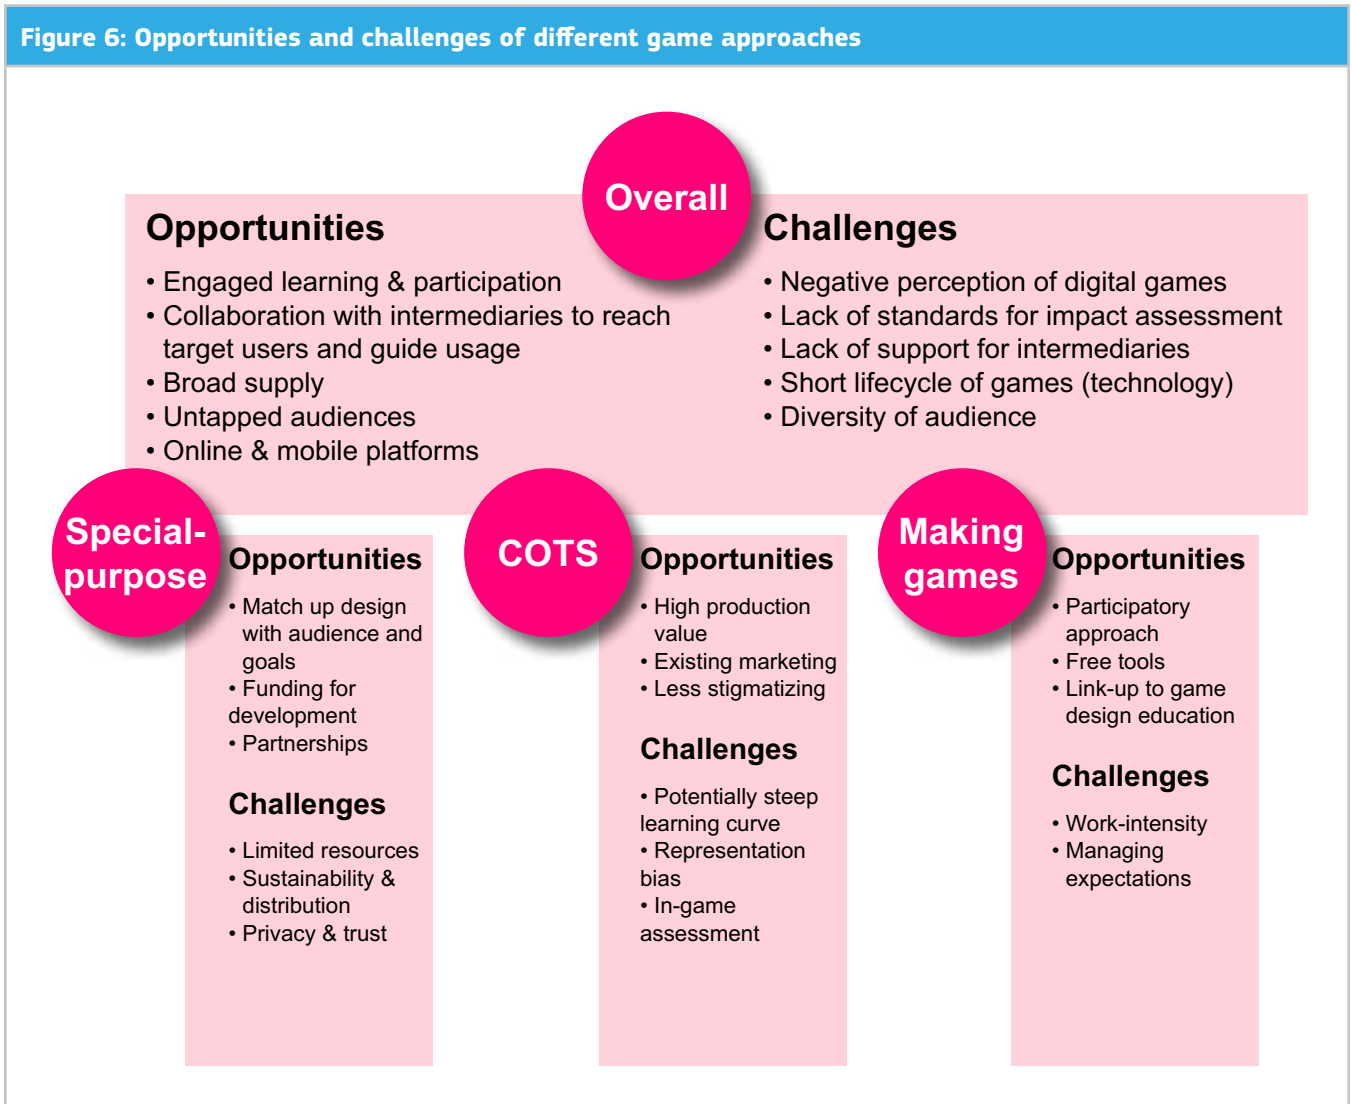 Figure 6: Opportunities and challenges of different game approaches
Overall
Opportunities
• Engaged learning & participation
• Collaboration with intermediaries to reach
target users and guide usage
• Broad supply
• Untapped audiences
• Online & mobile platforms
Challenges
• Negative perception of digital games
• Lack of standards for impact assessment
• Lack of support for intermediaries
• Short lifecycle of games (technology)
• Diversity of audience
Special-
purpose
Opportunities
• Match up design
with audience and
goals
• Funding for
development
• Partnerships
Challenges
• Limited resources
• Sustainability &
distribution
• Privacy & trust
COTS
Opportunities
• High production
value
• Existing marketing
• Less stigmatizing
Challenges
• Potentially steep
learning curve
• Representation
bias
• In-game
assessment
Making
games
Opportunities
• Participatory
approach
• Free tools
• Link-up to game
design education
Challenges
• Work-intensity
• Managing
expectations